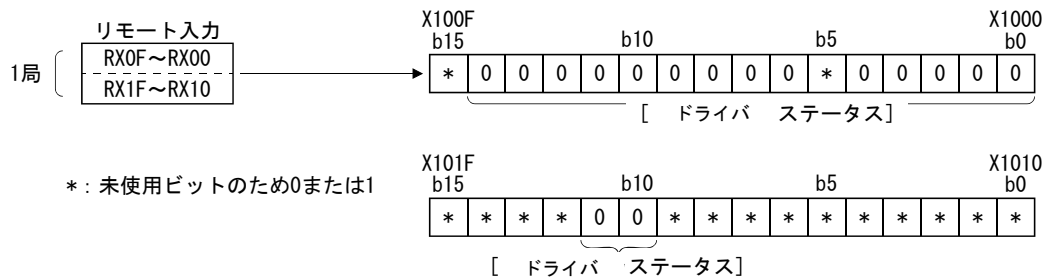 リモート入力
1局
RX0F～RX00
RX1F～RX10
X100F X1000
b15 b10 b5 b0
* 0 0 0 0 0 0 0 0 0 * 0 0 0 0 0
[ ドライバ ステータス]
*: 未使用ビットのため0または1
X101F X1010
b15 b10 b5 b0
* * * * 0 0 * * * * * * * * * *
[ ドライバ ステータス]